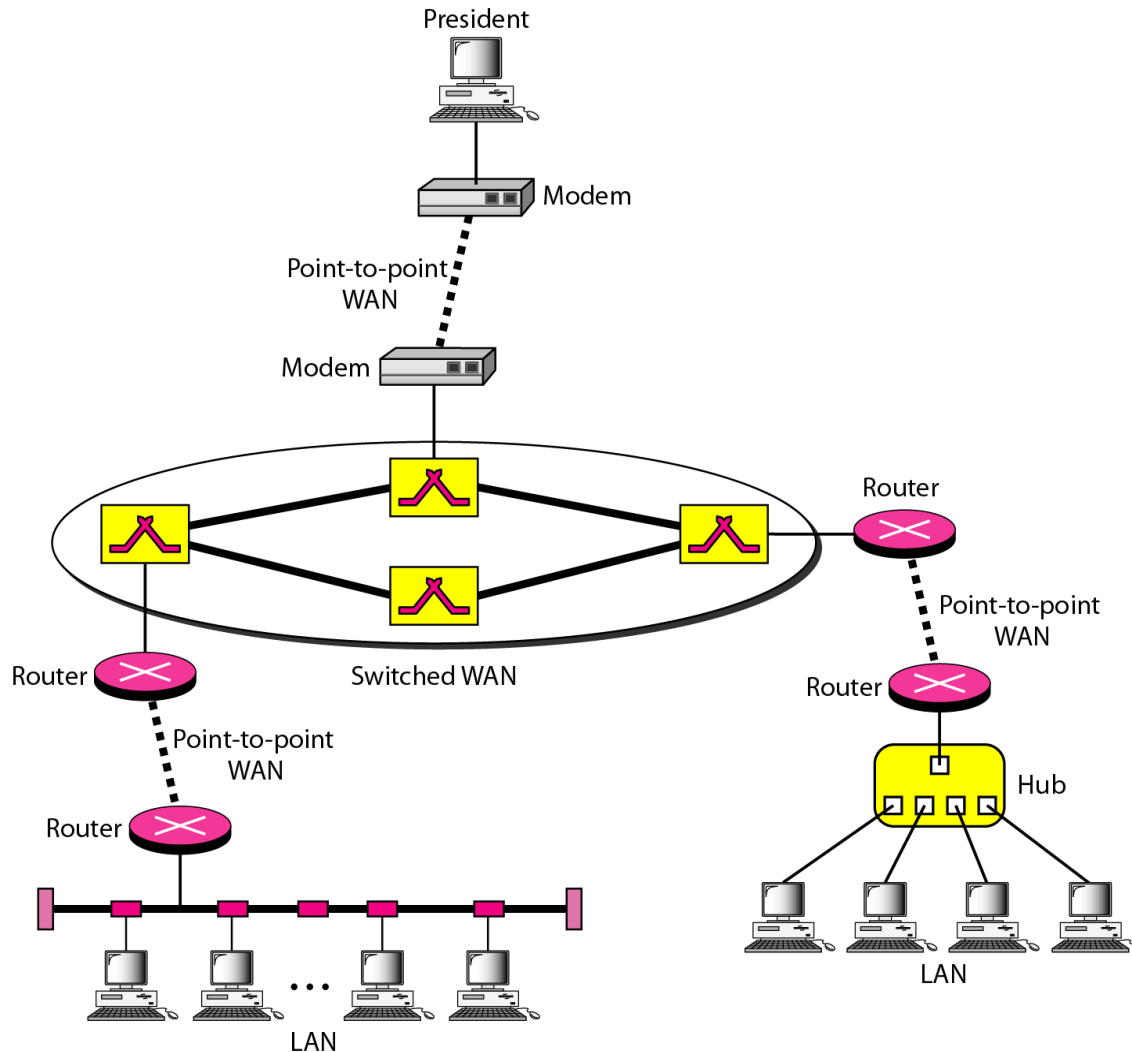 President
Modem
Point-to-point
WAN
Modem
Router
Point-to-point
WAN
Router
Switched WAN
Router
Point-to-point
WAN
Hub
Router
LAN
LAN